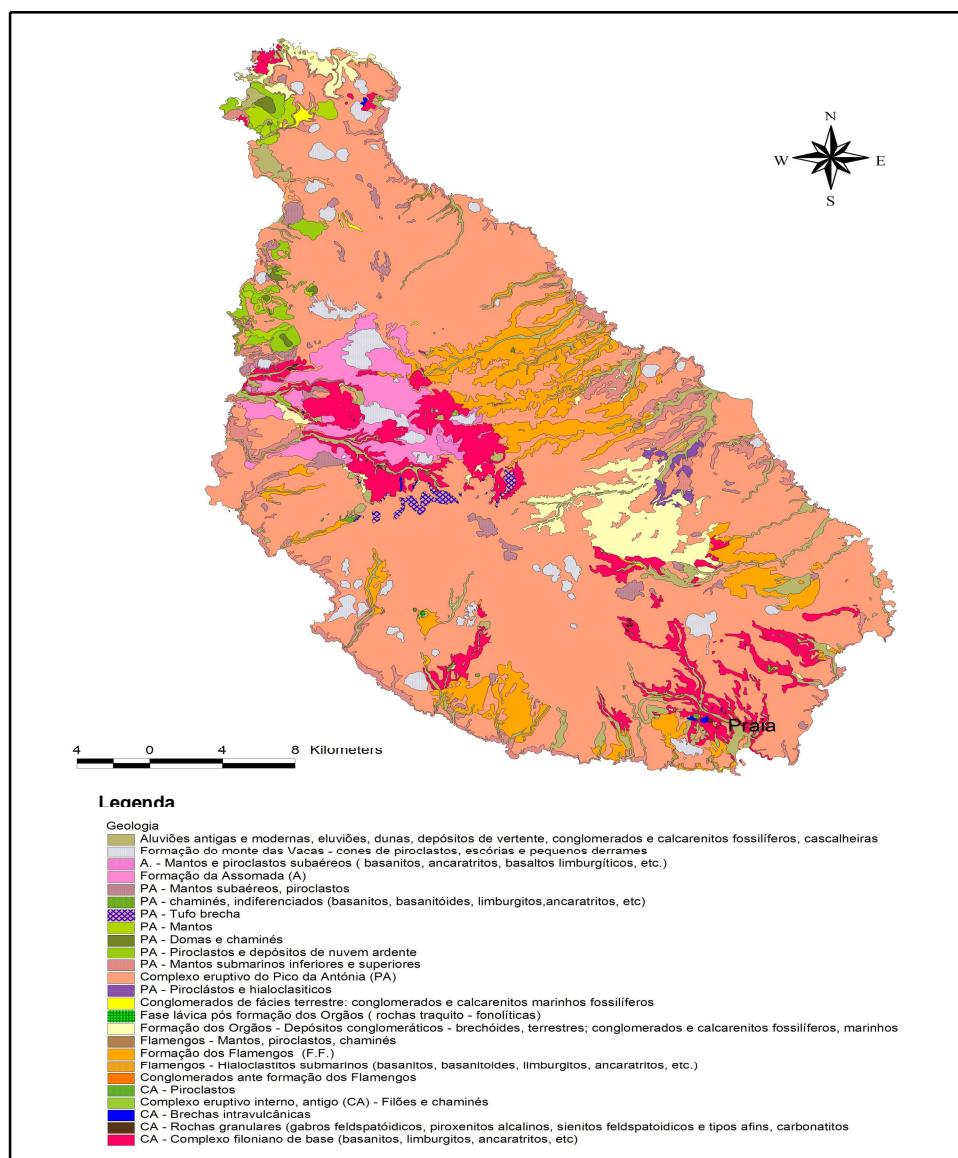 N
W E
S
Praia
4 0 4 8 Kilometers
Legenda
Geologia
Aluviões antigas e modernas, eluviões, dunas, depósitos de vertente, conglomerados e calcarenitos fossilíferos, cascalheiras
Formação do monte das Vacas - cones de piroclastos, escórias e pequenos derrames
A. - Mantos e piroclastos subaéreos ( basanitos, ancaratritos, basaltos limburgíticos, etc.)
Formação da Assomada (A)
PA - Mantos subaéreos, piroclastos
PA - chaminés, indiferenciados (basanitos, basanitóides, limburgitos,ancaratritos, etc)
PA - Tufo brecha
PA - Mantos
PA - Domas e chaminés
PA - Piroclastos e depósitos de nuvem ardente
PA - Mantos submarinos inferiores e superiores
Complexo eruptivo do Pico da Antónia (PA)
PA - Piroclástos e hialoclasiticos
Conglomerados de fácies terrestre: conglomerados e calcarenitos marinhos fossilíferos
Fase lávica pós formação dos Orgãos ( rochas traquito - fonolíticas)
Formação dos Orgãos - Depósitos conglomeráticos - brechóides, terrestres; conglomerados e calcarenitos fossilíferos, marinhos
Flamengos - Mantos, piroclastos, chaminés
Formação dos Flamengos (F.F.)
Flamengos - Hialoclastitos submarinos (basanitos, basanitoides, limburgitos, ancaratritos, etc.)
Conglomerados ante formação dos Flamengos
CA - Piroclastos
Complexo eruptivo interno, antigo (CA) - Filões e chaminés
CA - Brechas intravulcânicas
CA - Rochas granulares (gabros feldspatóidicos, piroxenitos alcalinos, sienitos feldspatoidicos e tipos afins, carbonatitos
CA - Complexo filoniano de base (basanitos, limburgitos, ancaratritos, etc)